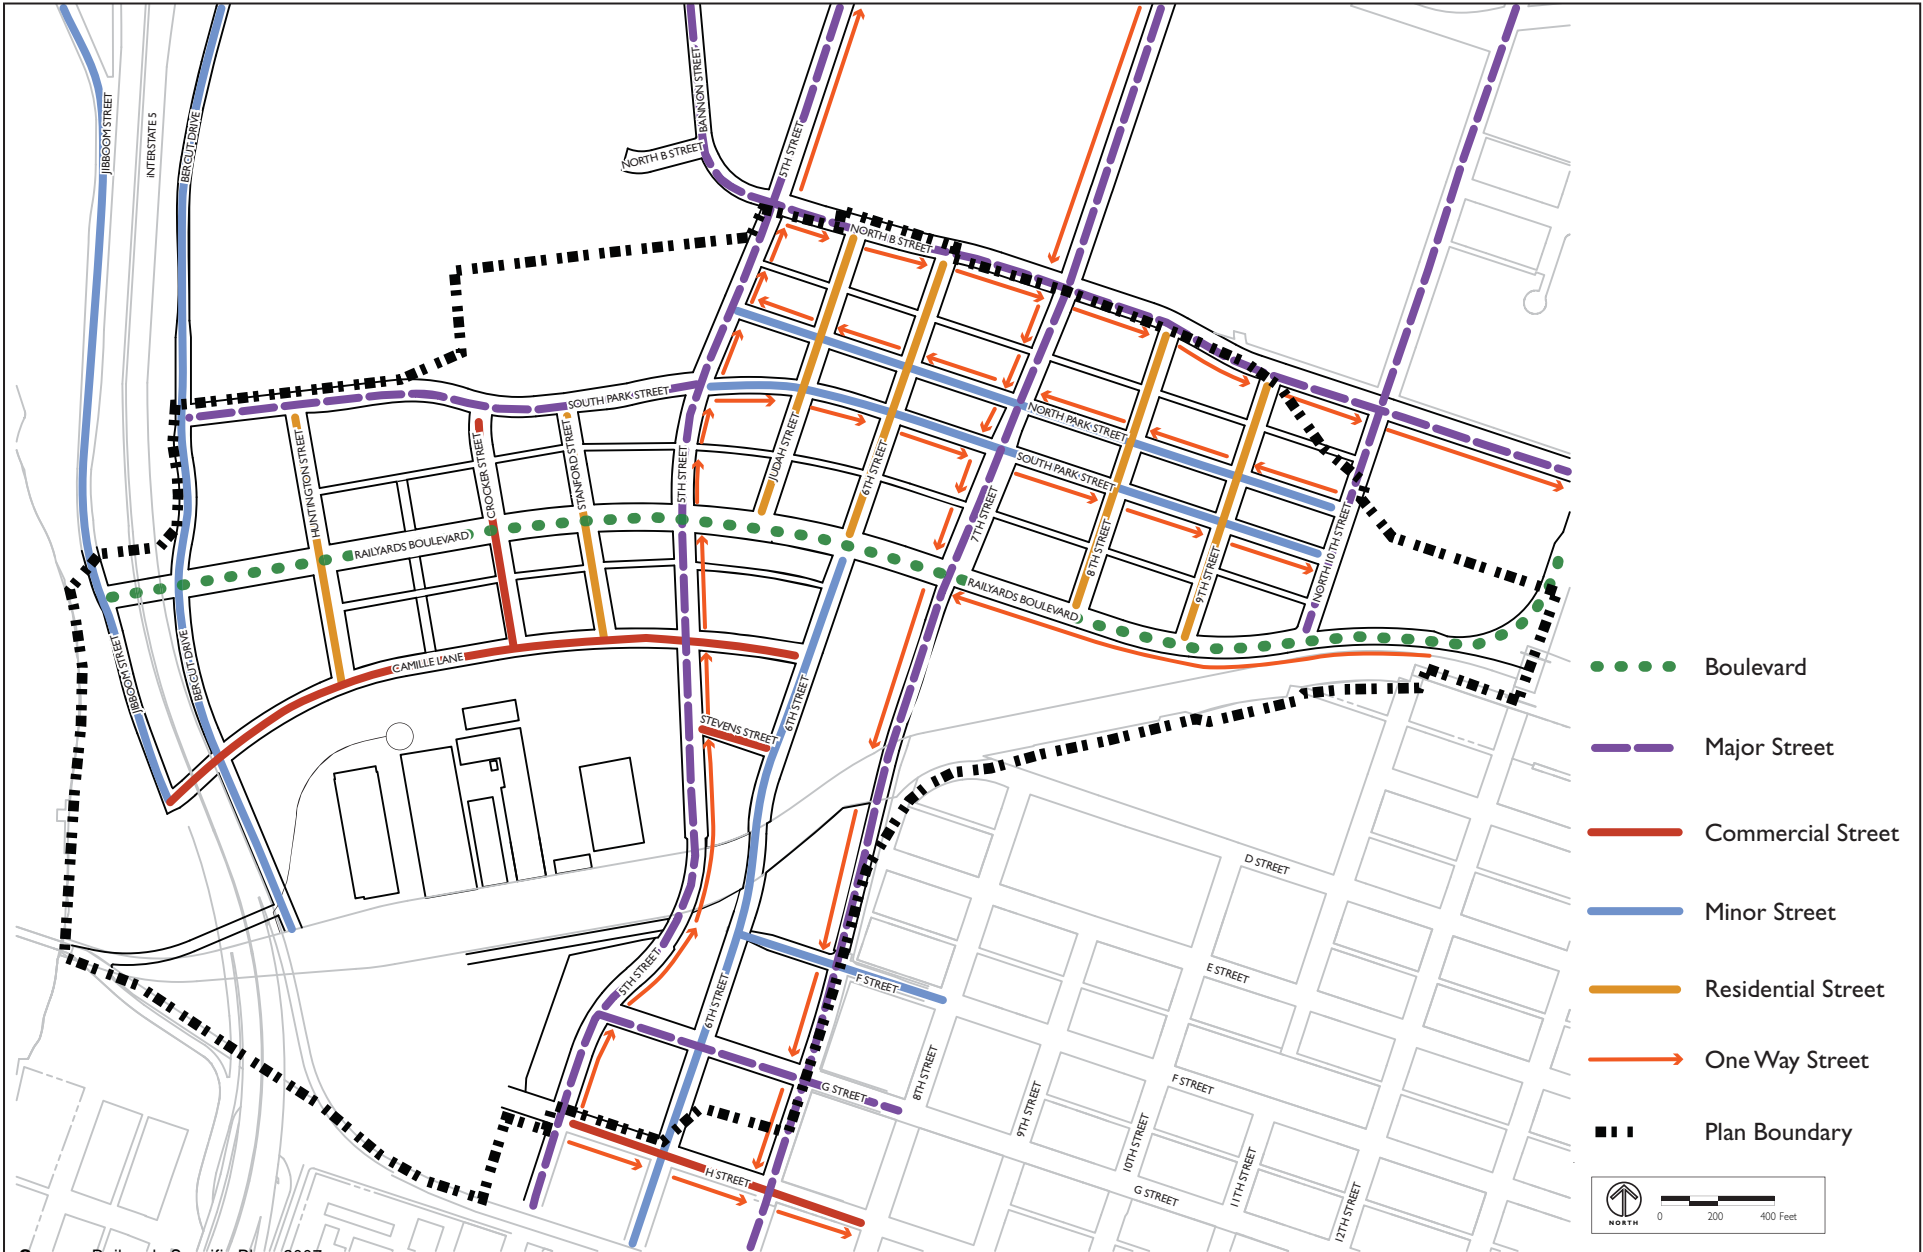 JIBBOOM STREET
INTERSTATE 5
BERCUT DRIVE
BANNON STREET
NORTH B STREET
5TH STREET
NORTH B STREET
SOUTH PARK STREET
NORTH PARK STREET
SOUTH PARK STREET
HUNTINGTON STREET
CROCKER STREET
STANFORD STREET
5TH STREET
JUDAH STREET
6TH STREET
7TH STREET
8TH STREET
9TH STREET
NORTH 10TH STREET
RAILYARDS BOULEVARD
RAILYARDS BOULEVARD
JIBBOOM STREET
BERCUT DRIVE
CAMILLE LANE
STEVENS STREET
6TH STREET
5TH STREET
6TH STREET
F STREET
G STREET
H STREET
D STREET
E STREET
F STREET
G STREET
8TH STREET
9TH STREET
10TH STREET
11TH STREET
12TH STREET
Boulevard
Major Street
Commercial Street
Minor Street
Residential Street
One Way Street
Plan Boundary
NORTH
0 200 400 Feet